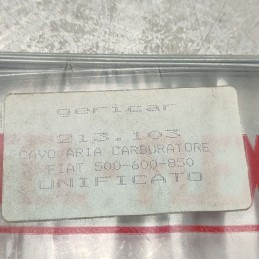 gericar
213.103
CAVO ARIA CARBURATORE
FIAT 500-600-850
UNIFICATO